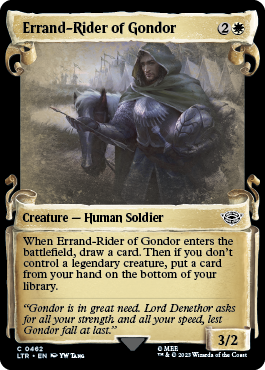 Errand-Rider of Gondor 2
Creature — Human Soldier
When Errand-Rider of Gondor enters the
battlefield, draw a card. Then if you don't
control a legendary creature, put a card
from your hand on the bottom of your
library.
“Gondor is in great need. Lord Denethor asks
for all your strength and all your speed, lest
Gondor fall at last.”
3/2
C 0462
LTR • EN YW Tang
© MEE
™ & © 2023 Wizards of the Coast